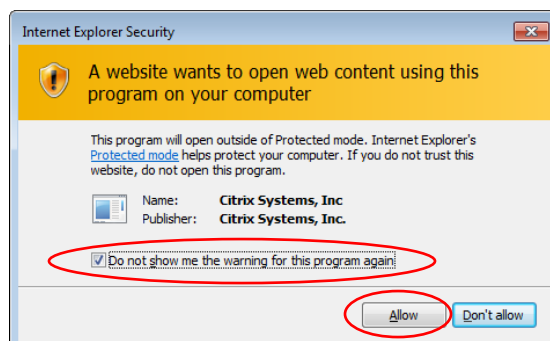 Internet Explorer Security
A website wants to open web content using this
program on your computer
This program will open outside of Protected mode. Internet Explorer's
Protected mode helps protect your computer. If you do not trust this
website, do not open this program.
Name: Citrix Systems, Inc
Publisher: Citrix Systems, Inc.
Do not show me the warning for this program again
Allow Don't allow